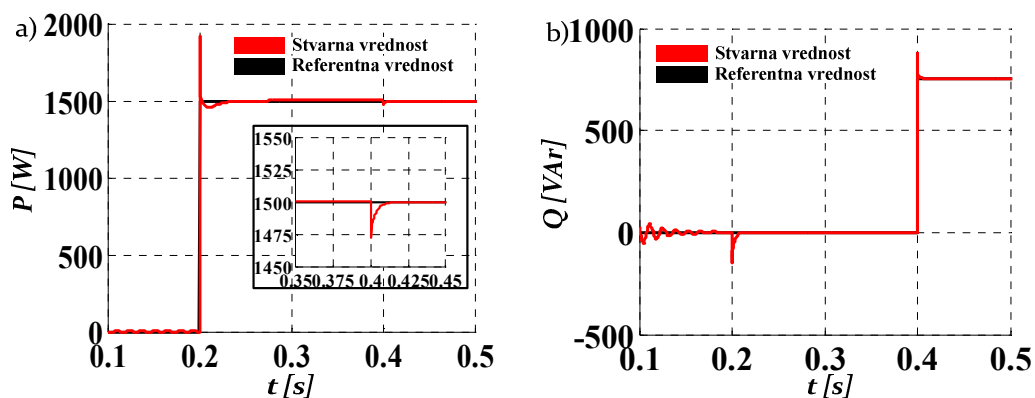 a)
2000
1500
1000
500
0
P [W]
Stvarna vrednost
Referentna vrednost
1550
1525
1500
1475
1450
0.35
0.375
0.4
0.425
0.45
0.1
0.2
0.3
0.4
0.5
t [s]
b)
1000
500
0
-500
Q [VAr]
Stvarna vrednost
Referentna vrednost
0.1
0.2
0.3
0.4
0.5
t [s]